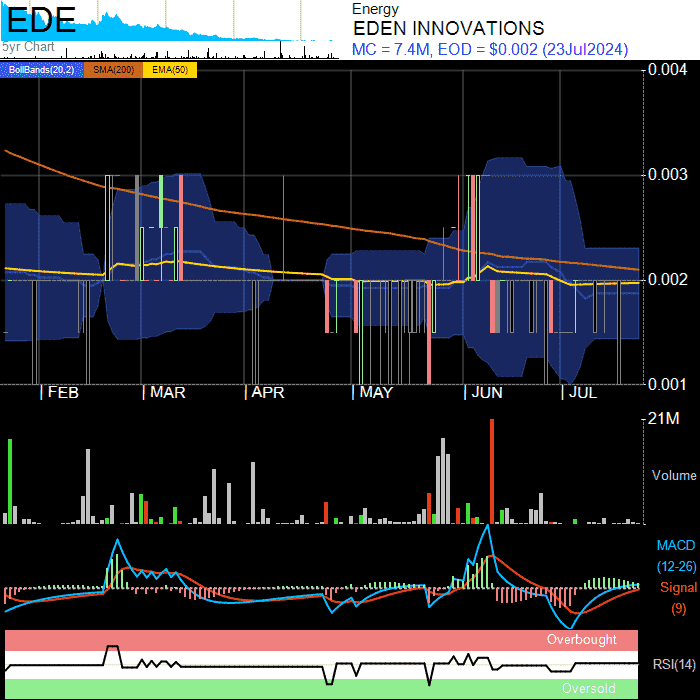 EDE
5yr Chart
Energy
EDEN INNOVATIONS
MC = 7.4M, EOD = $0.002 (23Jul2024)
BollBands(20,2) SMA(200) EMA(50)
0.004
0.003
0.002
0.001
| FEB | MAR | APR | MAY | JUN | JUL
21M
Volume
MACD
(12-26)
Signal
(9)
Overbought
RSI(14)
Oversold